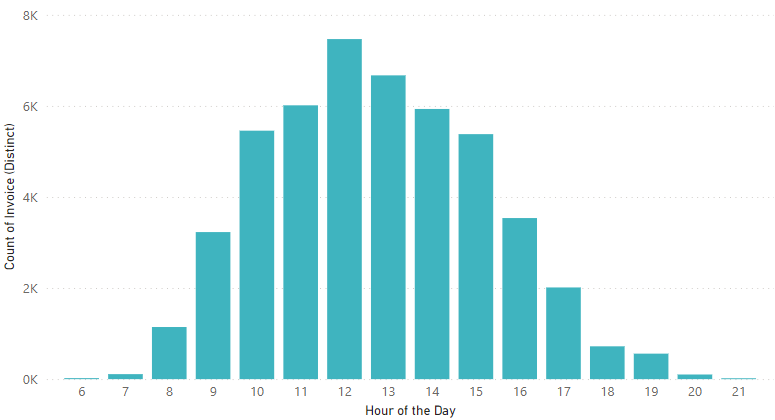 8K
6K
4K
2K
0K
Count of Invoice (Distinct)
6 7 8 9 10 11 12 13 14 15 16 17 18 19 20 21
Hour of the Day